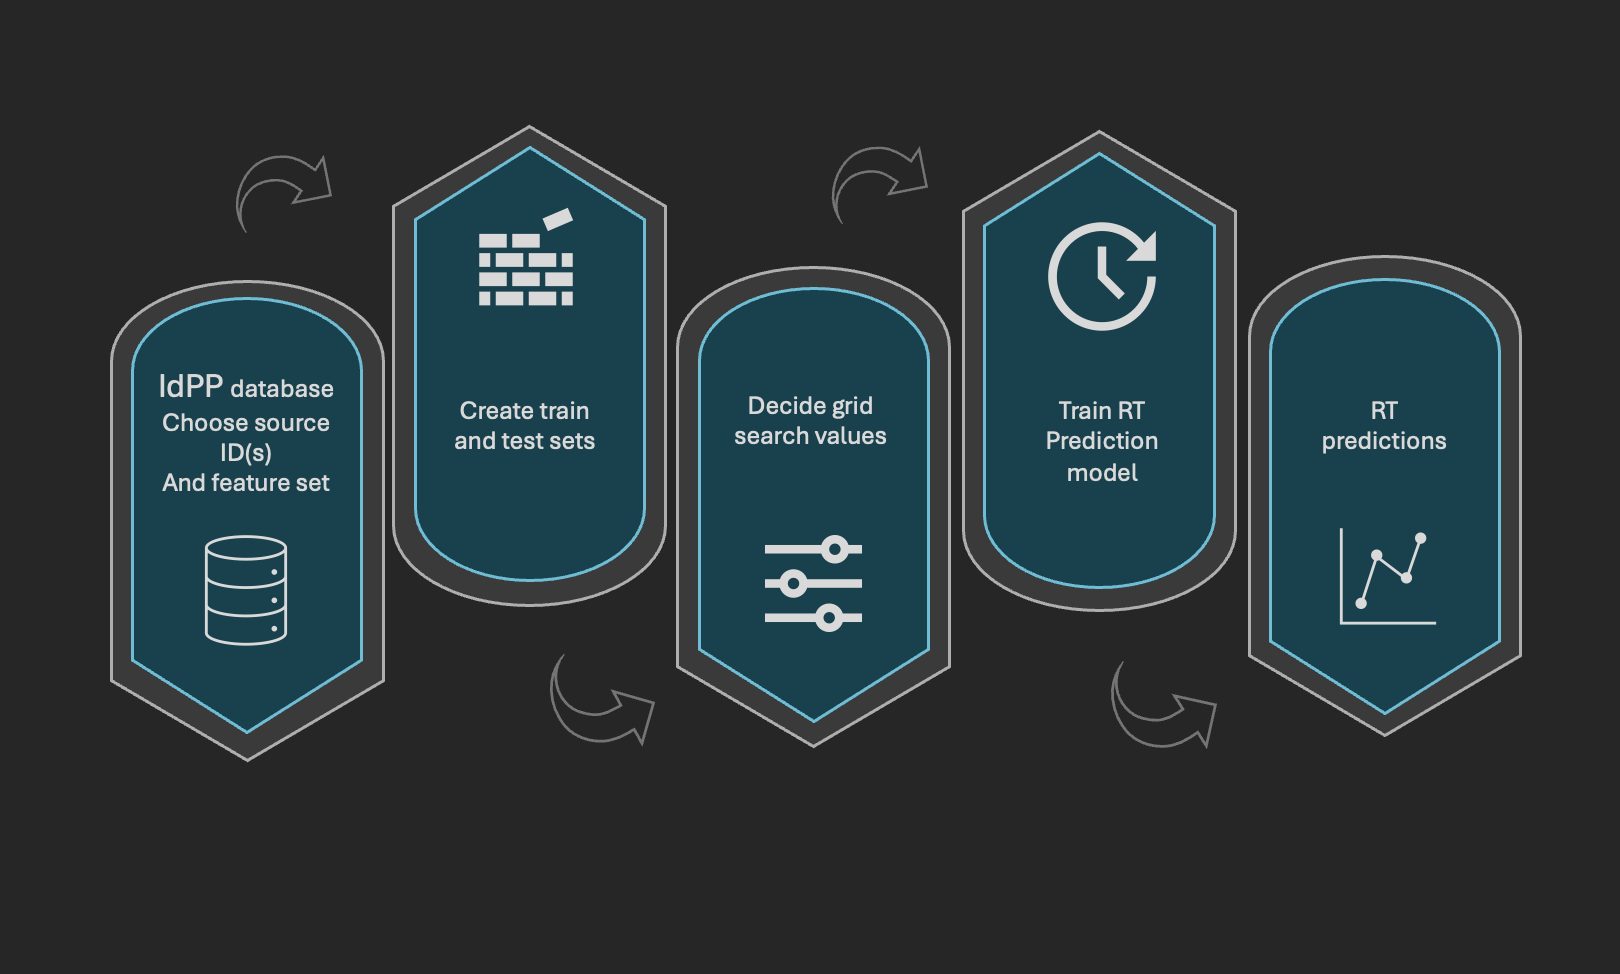 IdPP database
Choose source
ID(s)
And feature set
Create train
and test sets
Decide grid
search values
Train RT
Prediction
model
RT
predictions